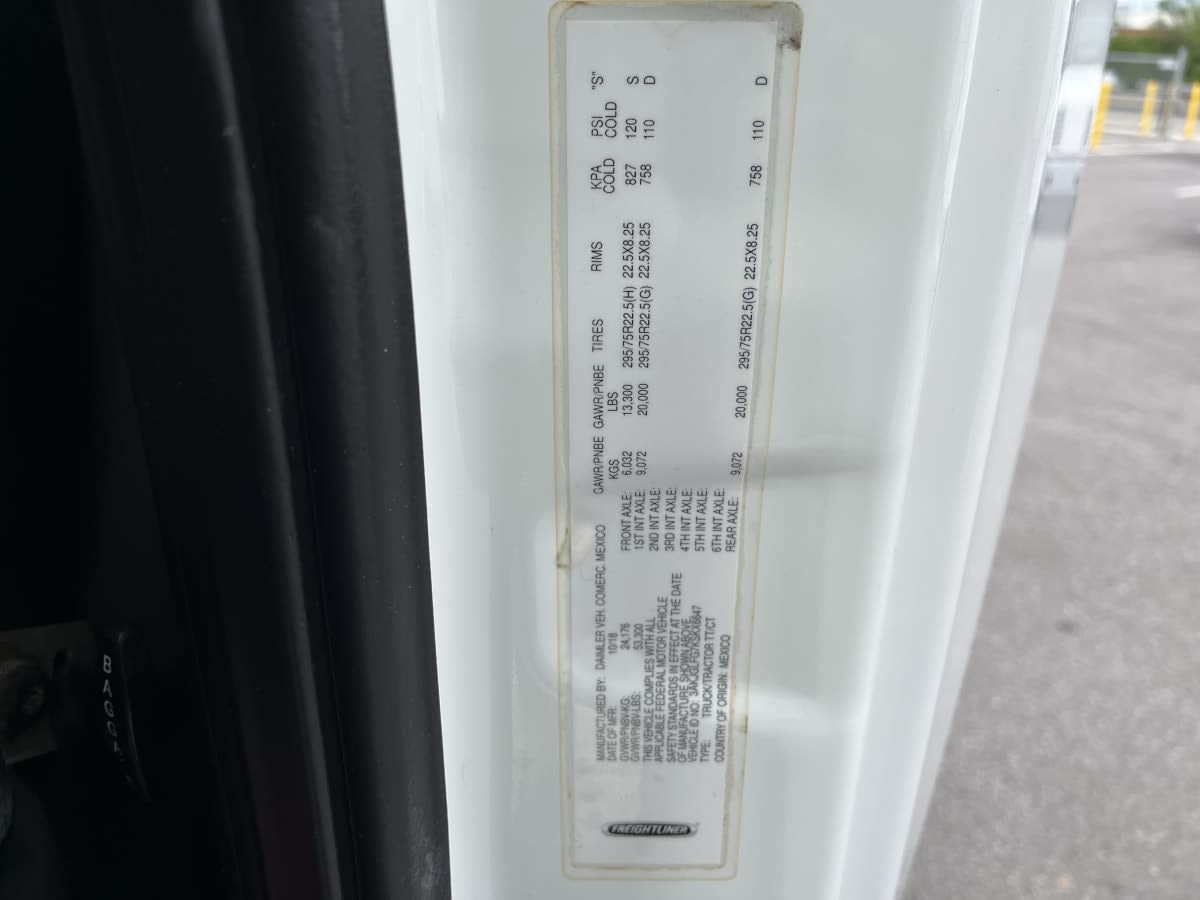 FREIGHTLINER
MANUFACTURED BY: DAIMLER VEH. COMERC. MEXICO
DATE OF MFR: 10/18
GVWR/PNBV-KG: 24,176
GVWR/PNBV-LBS: 53,300
THIS VEHICLE COMPLIES WITH ALL
APPLICABLE FEDERAL MOTOR VEHICLE
SAFETY STANDARDS IN EFFECT AT THE DATE
OF MANUFACTURE SHOWN ABOVE.
VEHICLE ID NO.:
TYPE: TRUCK/TRACTOR TT/CT
COUNTRY OF ORIGIN: MEXICO
GAWR/PNBE GAWR/PNBE TIRES RIMS KPA PSI "S"
KGS LBS COLD COLD
FRONT AXLE: 6,032 13,300 295/75R22.5(H) 22.5X8.25 827 120 S
1ST INT AXLE: 9,072 20,000 295/75R22.5(G) 22.5X8.25 758 110 D
2ND INT AXLE:
3RD INT AXLE:
4TH INT AXLE:
5TH INT AXLE:
6TH INT AXLE:
REAR AXLE: 9,072 20,000 295/75R22.5(G) 22.5X8.25 758 110 D